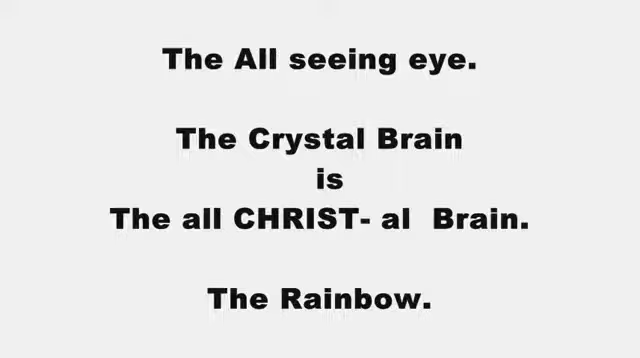 The All seeing eye.
The Crystal Brain
is
The all CHRIST- al  Brain.
The Rainbow.